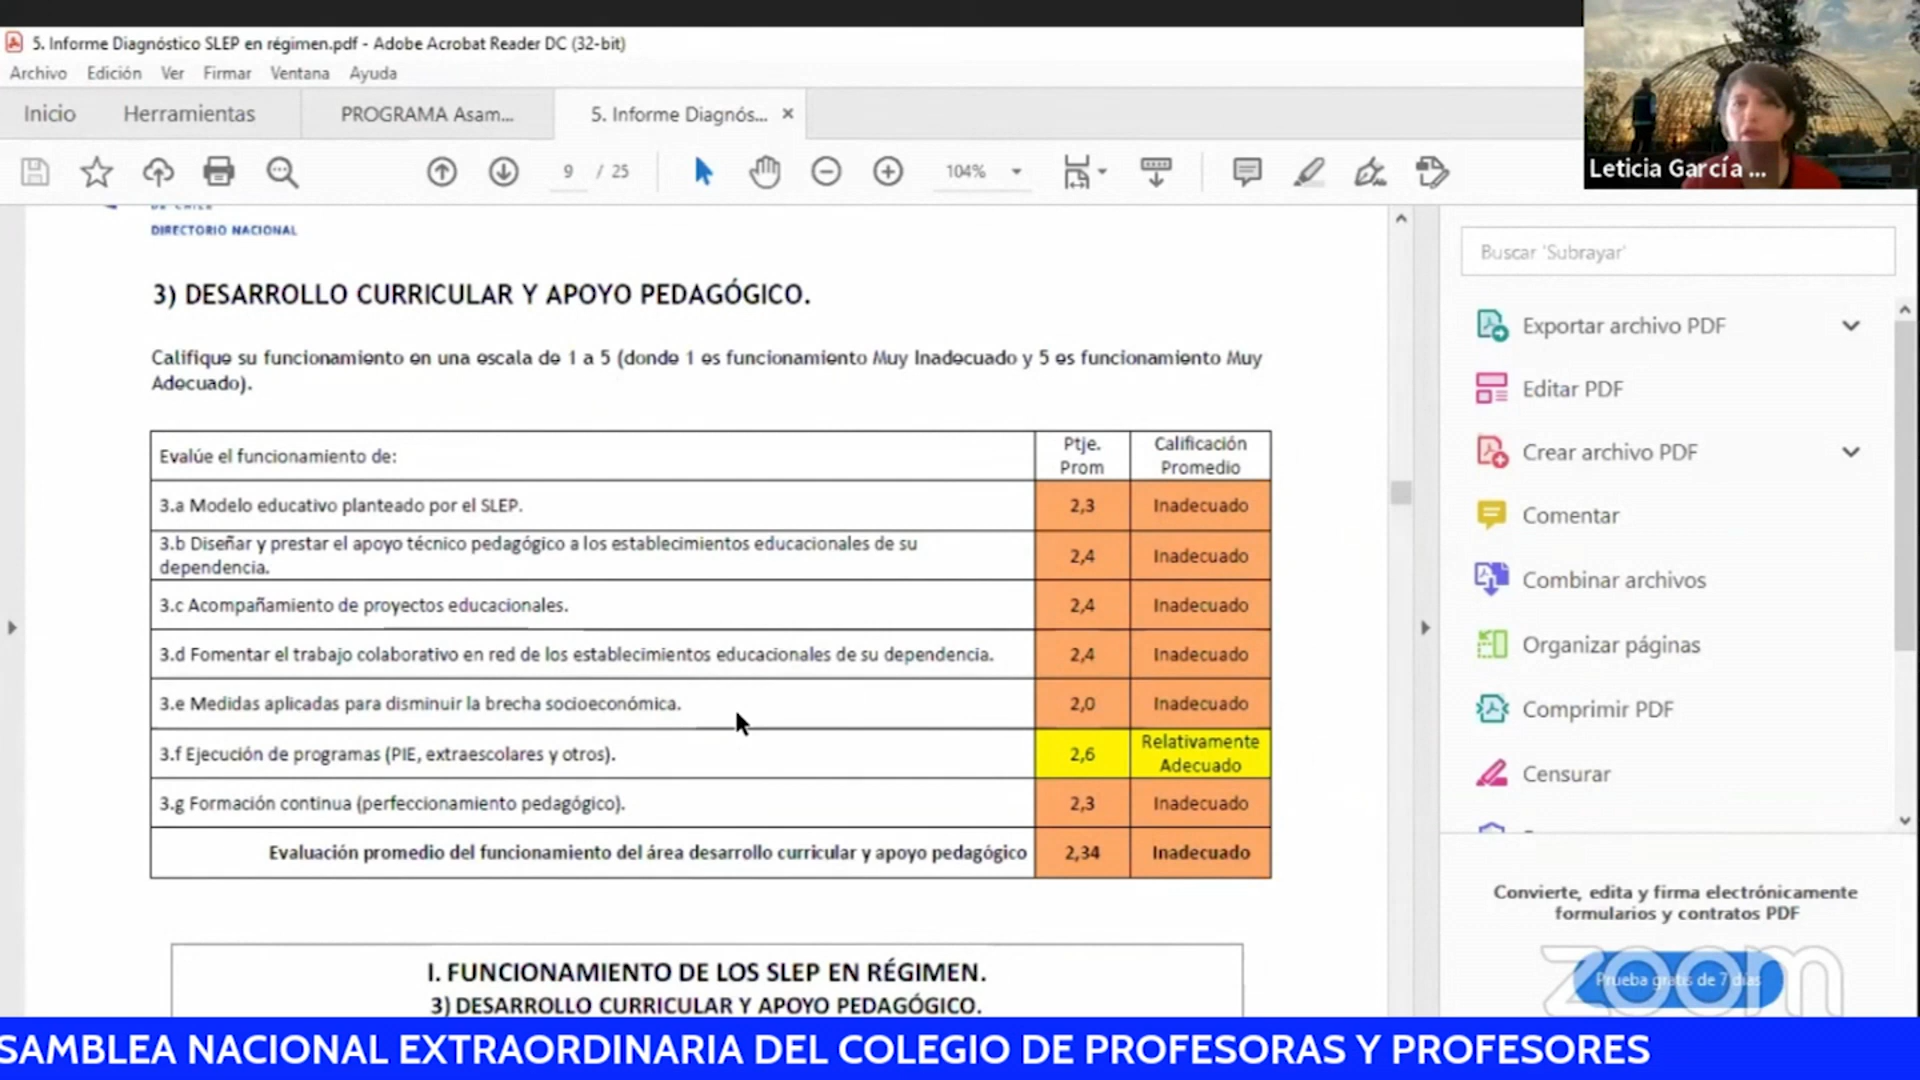 5. Informe Diagnóstico SLEP en régimen.pdf - Adobe Acrobat Reader DC (32-bit)
Archivo Edición Ver Firmar Ventana Ayuda
Inicio Herramientas PROGRAMA Asam... 5. Informe Diagnós... ×
9 / 25 104%
Leticia García ...
DE CHILE
DIRECTORIO NACIONAL
3) DESARROLLO CURRICULAR Y APOYO PEDAGÓGICO.
Califique su funcionamiento en una escala de 1 a 5 (donde 1 es funcionamiento Muy Inadecuado y 5 es funcionamiento Muy
Adecuado).
Evalúe el funcionamiento de: Ptje. Prom Calificación Promedio
3.a Modelo educativo planteado por el SLEP. 2,3 Inadecuado
3.b Diseñar y prestar el apoyo técnico pedagógico a los establecimientos educacionales de su
dependencia. 2,4 Inadecuado
3.c Acompañamiento de proyectos educacionales. 2,4 Inadecuado
3.d Fomentar el trabajo colaborativo en red de los establecimientos educacionales de su dependencia. 2,4 Inadecuado
3.e Medidas aplicadas para disminuir la brecha socioeconómica. 2,0 Inadecuado
3.f Ejecución de programas (PIE, extraescolares y otros). 2,6 Relativamente Adecuado
3.g Formación continua (perfeccionamiento pedagógico). 2,3 Inadecuado
Evaluación promedio del funcionamiento del área desarrollo curricular y apoyo pedagógico 2,34 Inadecuado
I. FUNCIONAMIENTO DE LOS SLEP EN RÉGIMEN.
3) DESARROLLO CURRICULAR Y APOYO PEDAGÓGICO.
Buscar 'Subrayar'
Exportar archivo PDF
Editar PDF
Crear archivo PDF
Comentar
Combinar archivos
Organizar páginas
Comprimir PDF
Censurar
Convierte, edita y firma electrónicamente
formularios y contratos PDF
Prueba gratis de 7 días
zoom
SAMBLEA NACIONAL EXTRAORDINARIA DEL COLEGIO DE PROFESORAS Y PROFESORES